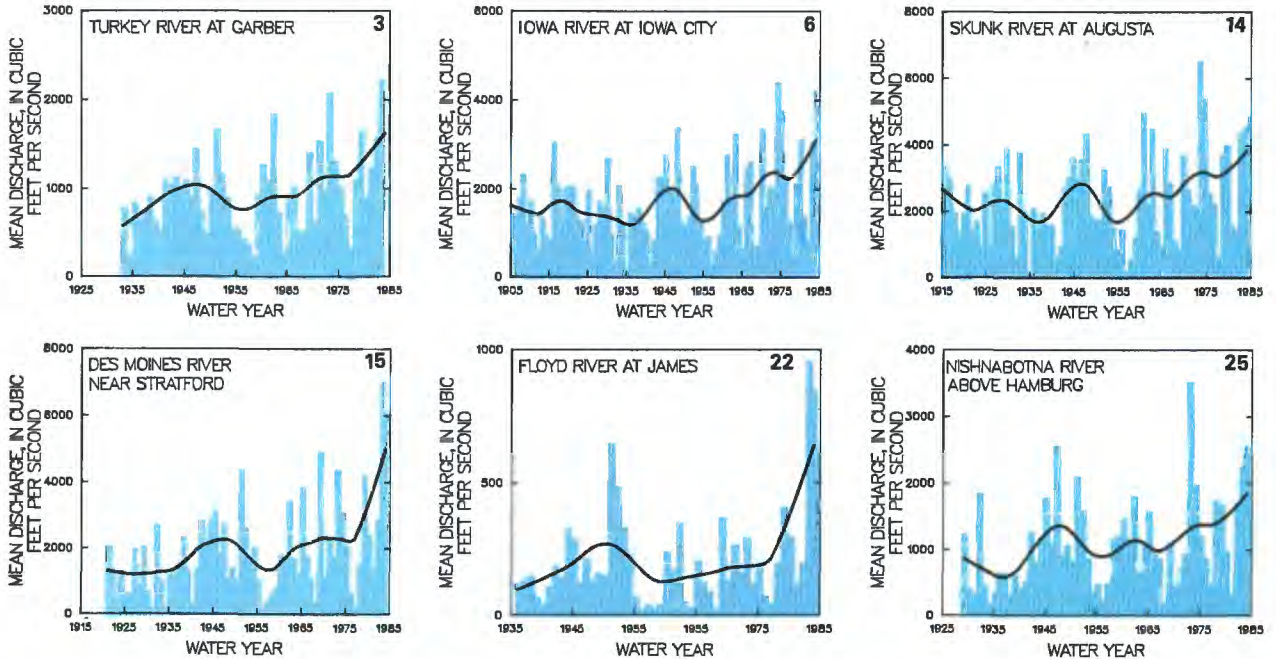 TURKEY RIVER AT GARBER 3
MEAN DISCHARGE, IN CUBIC
FEET PER SECOND
3000
2000
1000
0
1925 1935 1945 1955 1965 1975 1985
WATER YEAR
IOWA RIVER AT IOWA CITY 6
MEAN DISCHARGE, IN CUBIC
FEET PER SECOND
6000
4000
2000
0
1905 1915 1925 1935 1945 1955 1965 1975 1985
WATER YEAR
SKUNK RIVER AT AUGUSTA 14
MEAN DISCHARGE, IN CUBIC
FEET PER SECOND
8000
6000
4000
2000
0
1915 1925 1935 1945 1955 1965 1975 1985
WATER YEAR
DES MOINES RIVER 15
NEAR STRATFORD
MEAN DISCHARGE, IN CUBIC
FEET PER SECOND
8000
6000
4000
2000
0
1915 1925 1935 1945 1955 1965 1975 1985
WATER YEAR
FLOYD RIVER AT JAMES 22
MEAN DISCHARGE, IN CUBIC
FEET PER SECOND
1000
500
0
1935 1945 1955 1965 1975 1985
WATER YEAR
NISHNABOTNA RIVER 25
ABOVE HAMBURG
MEAN DISCHARGE, IN CUBIC
FEET PER SECOND
4000
3000
2000
1000
0
1925 1935 1945 1955 1965 1975 1985
WATER YEAR